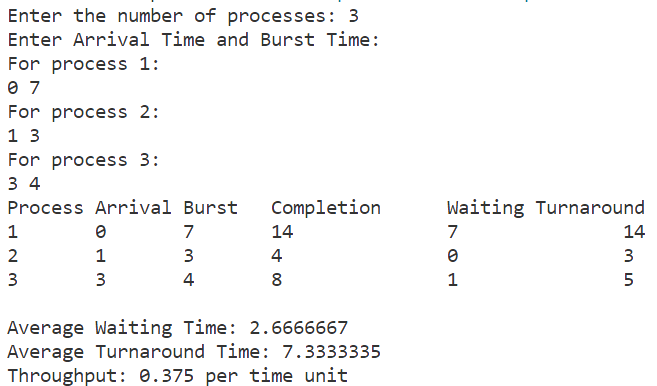 Enter the number of processes: 3
Enter Arrival Time and Burst Time:
For process 1:
0 7
For process 2:
1 3
For process 3:
3 4
Process Arrival Burst Completion Waiting Turnaround
1 0 7 14 7 14
2 1 3 4 0 3
3 3 4 8 1 5
Average Waiting Time: 2.6666667
Average Turnaround Time: 7.3333335
Throughput: 0.375 per time unit